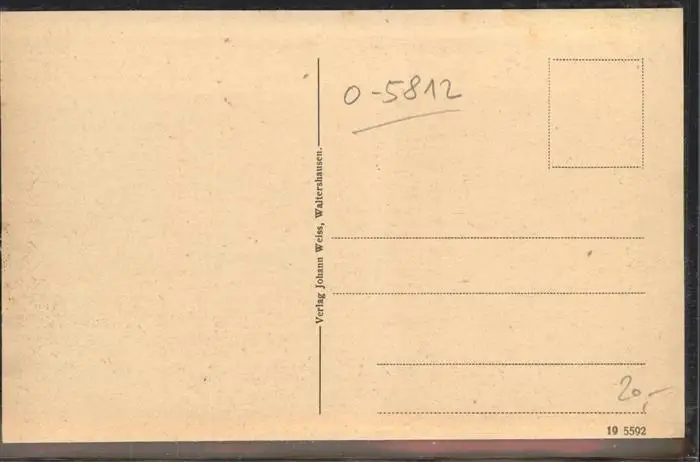 0-5812
Verlag Johann Weiss, Waltershausen.
20,-
19 5592